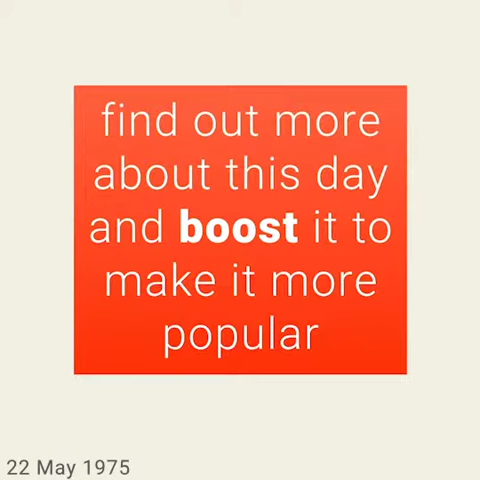 find out more
about this day
and boost it to
make it more
popular
22 May 1975